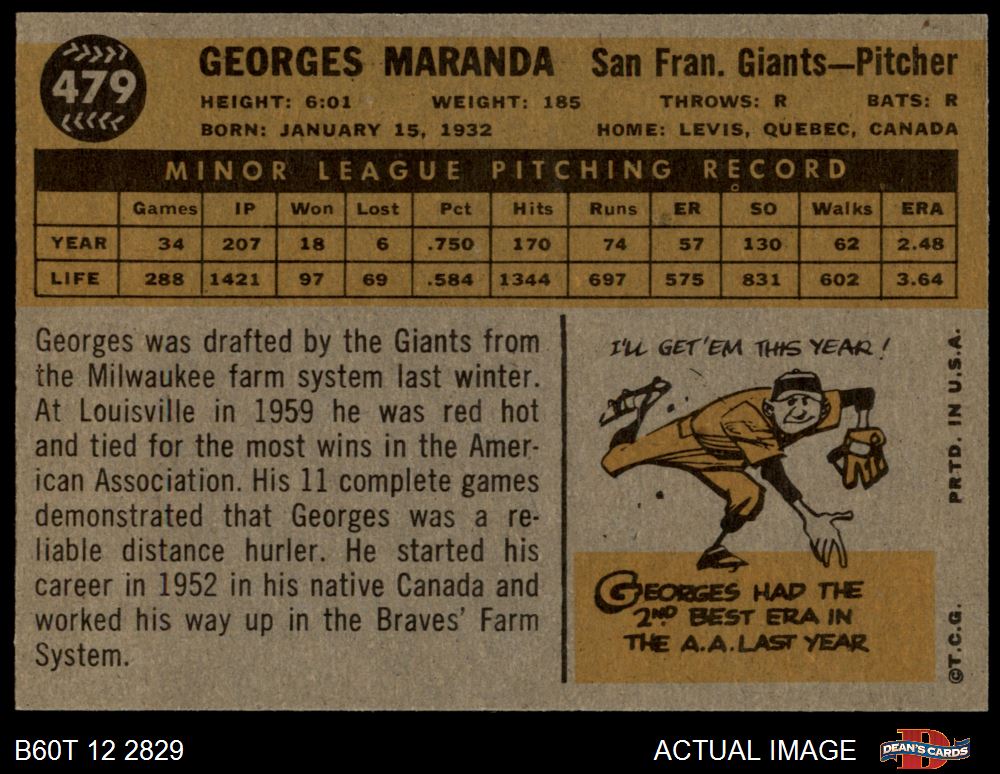 479
GEORGES MARANDA San Fran. Giants—Pitcher
HEIGHT: 6:01 WEIGHT: 185 THROWS: R BATS: R
BORN: JANUARY 15, 1932 HOME: LEVIS, QUEBEC, CANADA
MINOR LEAGUE PITCHING RECORD
Games IP Won Lost Pct Hits Runs ER SO Walks ERA
YEAR 34 207 18 6 .750 170 74 57 130 62 2.48
LIFE 288 1421 97 69 .584 1344 697 575 831 602 3.64
Georges was drafted by the Giants from
the Milwaukee farm system last winter.
At Louisville in 1959 he was red hot
and tied for the most wins in the Amer-
ican Association. His 11 complete games
demonstrated that Georges was a re-
liable distance hurler. He started his
career in 1952 in his native Canada and
worked his way up in the Braves' Farm
System.
I'LL GET 'EM THIS YEAR!
GEORGES HAD THE
2ND BEST ERA IN
THE A.A. LAST YEAR
©T.C.G. PRTD. IN U.S.A.
B60T 12 2829 ACTUAL IMAGE DEAN'S CARDS